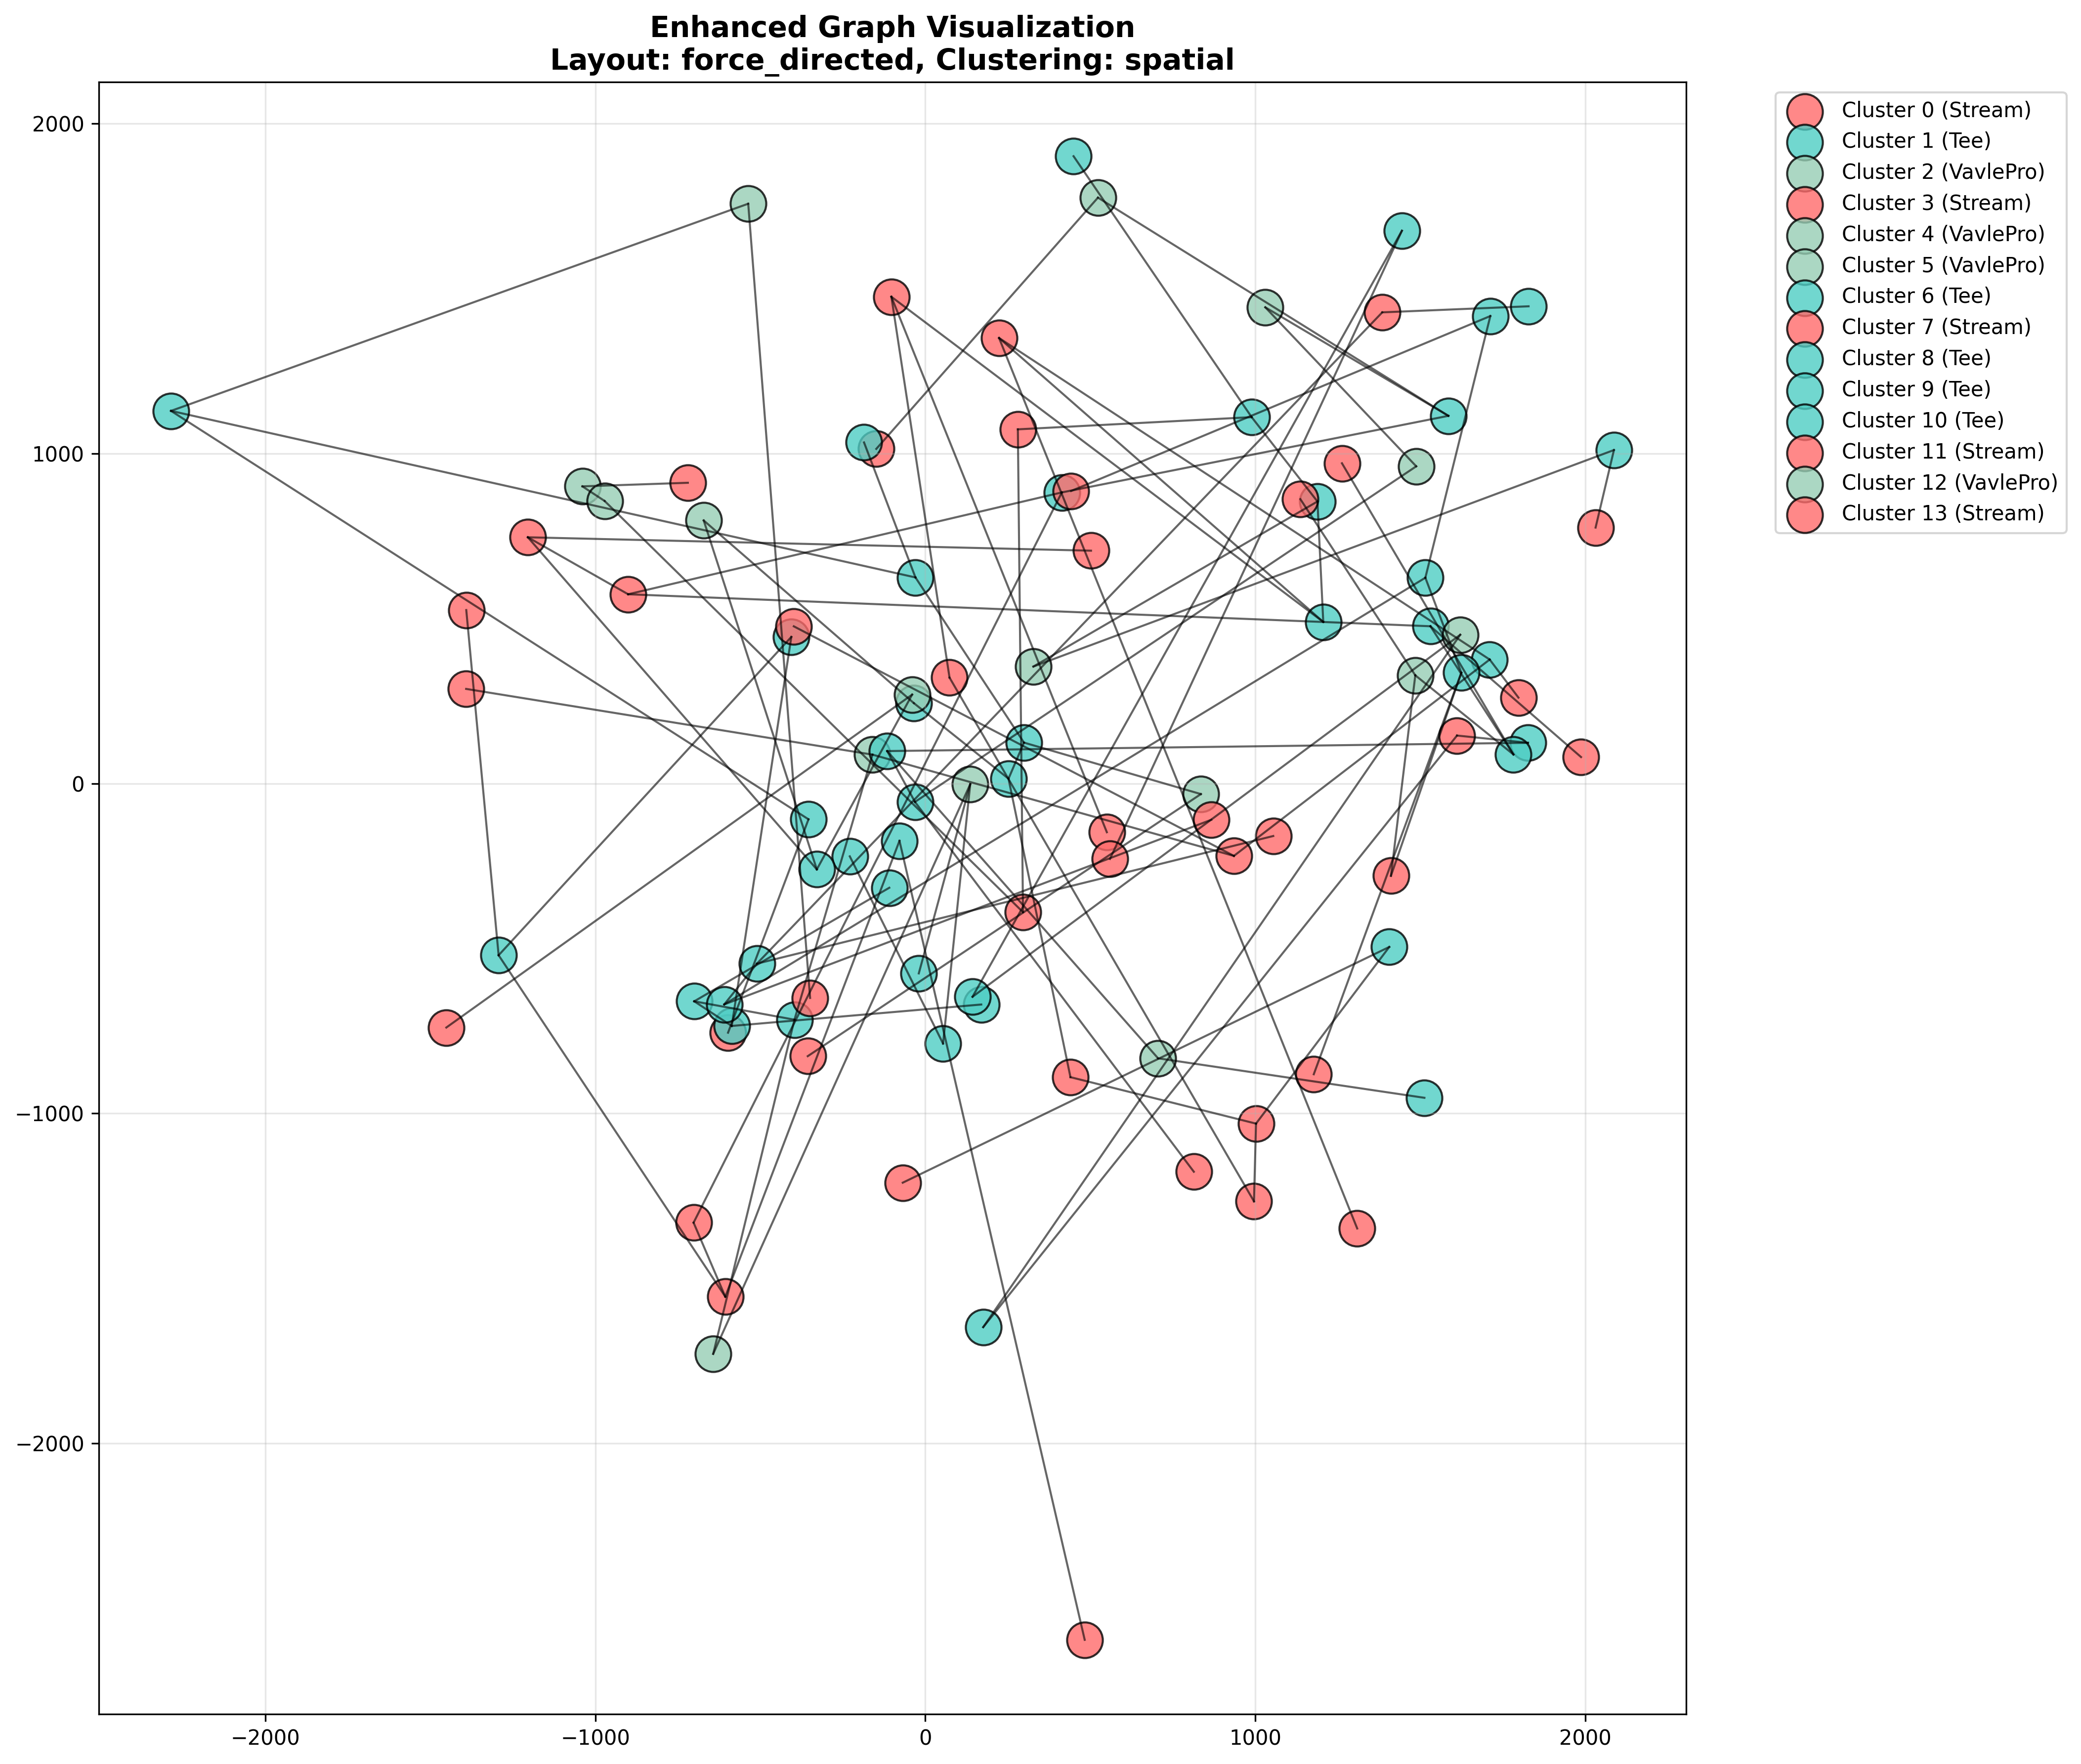 Enhanced Graph Visualization
Layout: force_directed, Clustering: spatial
2000
1000
0
−1000
−2000
−2000
−1000
0
1000
2000
Cluster 0 (Stream)
Cluster 1 (Tee)
Cluster 2 (VavlePro)
Cluster 3 (Stream)
Cluster 4 (VavlePro)
Cluster 5 (VavlePro)
Cluster 6 (Tee)
Cluster 7 (Stream)
Cluster 8 (Tee)
Cluster 9 (Tee)
Cluster 10 (Tee)
Cluster 11 (Stream)
Cluster 12 (VavlePro)
Cluster 13 (Stream)